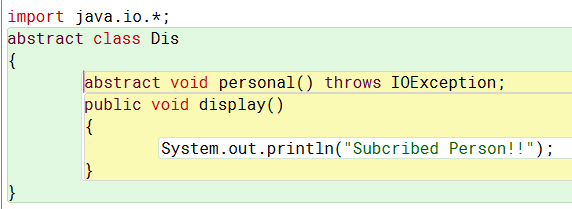 import java.io.*;
abstract class Dis
{
abstract void personal() throws IOException;
public void display()
{
System.out.println("Subcribed Person!!");
}
}